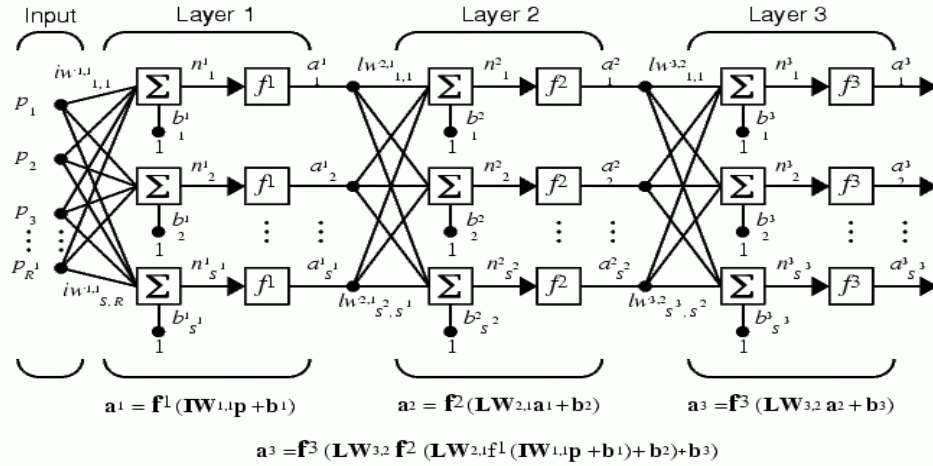 Input Layer 1 Layer 2 Layer 3
iw1,1 1,1 n1 1 a1 1 lw2,1 1,1 n2 1 a2 1 lw3,2 1,1 n3 1 a3 1
p1 Σ f1 Σ f2 Σ f3
b1 1 b2 1 b3 1
1 1 1
p2 n1 2 a1 2 n2 2 a2 2 n3 2 a3 2
Σ f1 Σ f2 Σ f3
p3 b1 2 b2 2 b3 2
1 1 1
pR1 n1 s1 a1 s1 n2 s2 a2 s2 n3 s3 a3 s3
Σ f1 Σ f2 Σ f3
iw1,1 S,R lw2,1 s2,s1 lw3,2 s3,s2
b1 s1 b2 s2 b3 s3
1 1 1
a1 = f1 (IW1,1p +b1) a2 = f2 (LW2,1a1+ b2) a3 =f3 (LW3,2 a2 + b3)
a3 =f3 (LW3,2 f2 (LW2,1f1(IW1,1p +b1)+ b2)+b3)